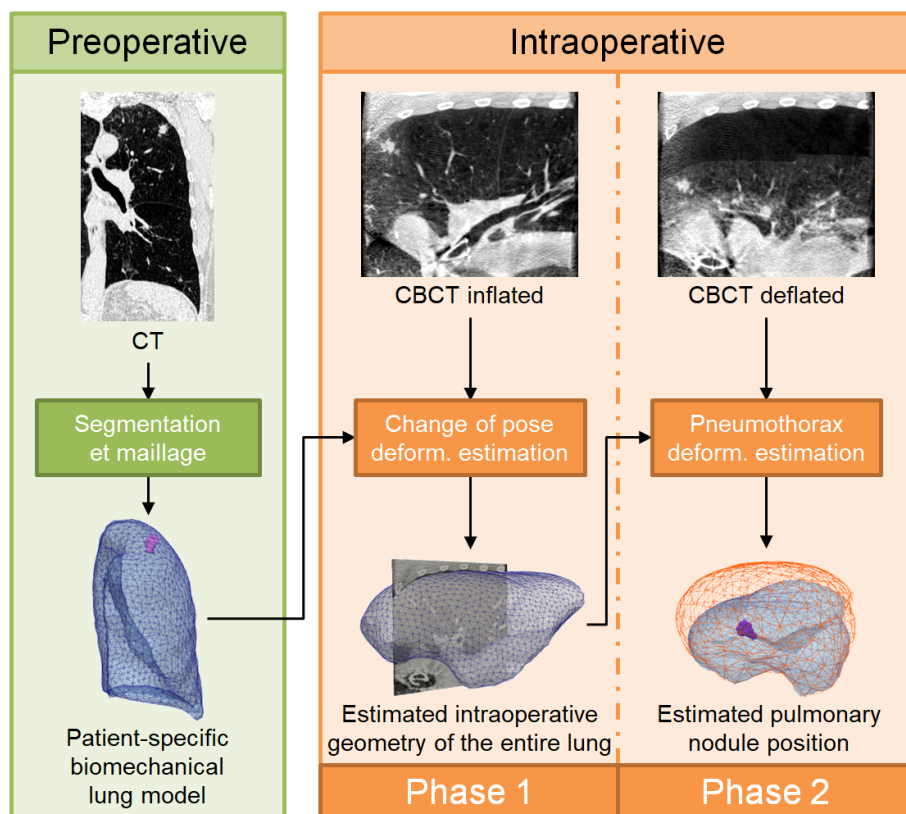 Preoperative
Intraoperative
CT
CBCT inflated
CBCT deflated
Segmentation
et maillage
Change of pose
deform. estimation
Pneumothorax
deform. estimation
Patient-specific
biomechanical
lung model
Estimated intraoperative
geometry of the entire lung
Estimated pulmonary
nodule position
Phase 1
Phase 2